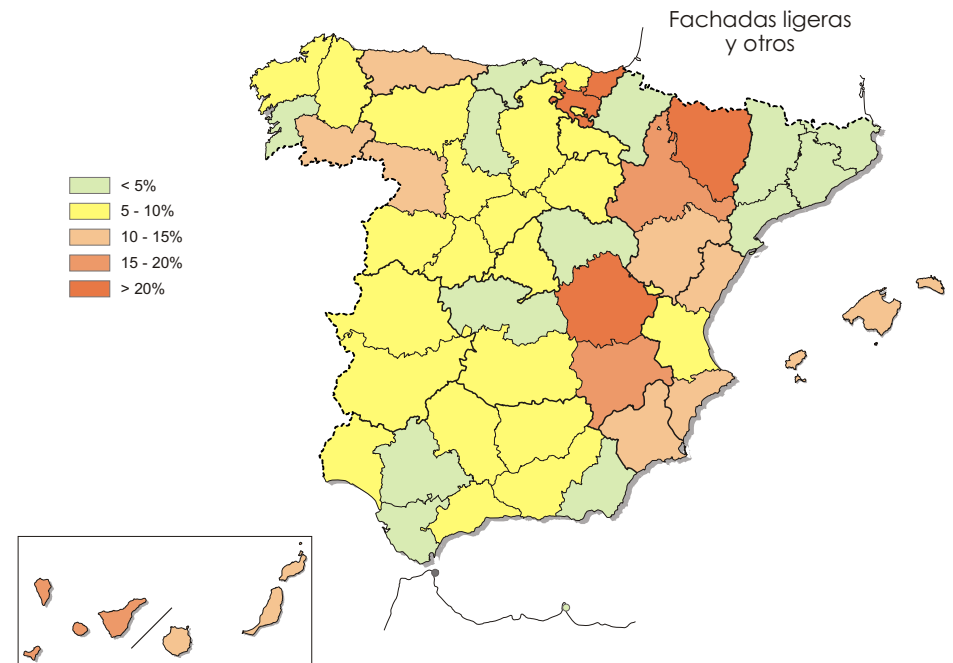 Fachadas ligeras
y otros
< 5%
5 - 10%
10 - 15%
15 - 20%
> 20%